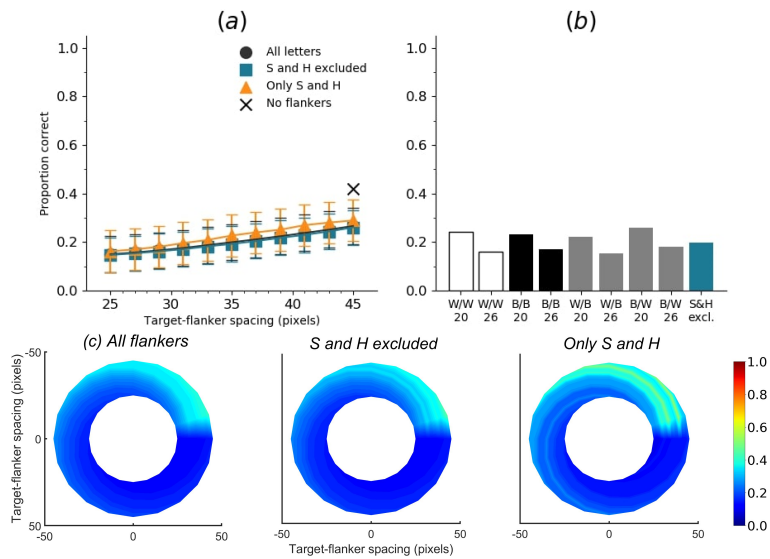 (a)
(b)
1.0
0.8
0.6
0.4
0.2
0.0
Proportion correct
All letters
S and H excluded
Only S and H
No flankers
25
30
35
40
45
Target-flanker spacing (pixels)
1.0
0.8
0.6
0.4
0.2
0.0
W/W 20
W/W 26
B/B 20
B/B 26
W/B 20
W/B 26
B/W 20
B/W 26
S&H excl.
(c) All flankers
S and H excluded
Only S and H
Target-flanker spacing (pixels)
-50
0
50
-50 0 50
-50 0 50
-50 0 50
Target-flanker spacing (pixels)
1.0
0.8
0.6
0.4
0.2
0.0